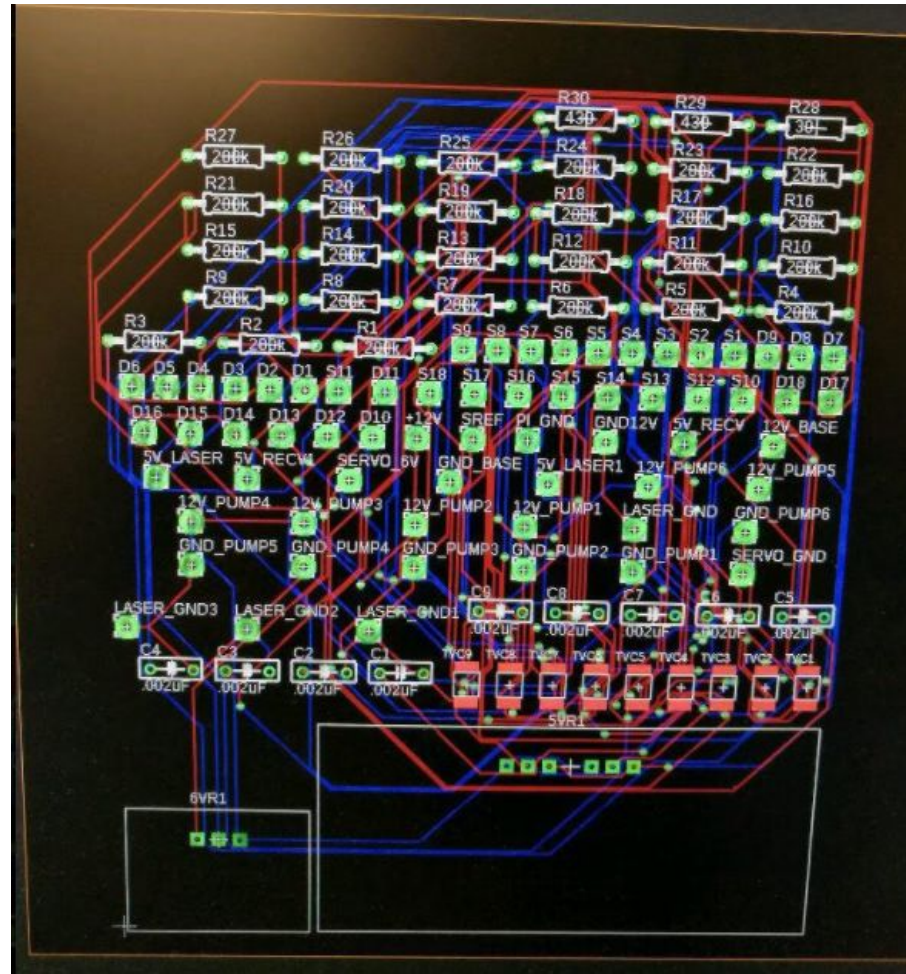 R30 R29 R28
430 430 301
R27 R26 R25 R24 R23 R22
200k 200k 200k 200k 200k 200k
R21 R20 R19 R18 R17 R16
200k 200k 200k 200k 200k 200k
R15 R14 R13 R12 R11 R10
200k 200k 200k 200k 200k 200k
R9 R8 R7 R6 R5 R4
200k 200k 200k 200k 200k 200k
R3 R2 R1
200k 200k 200k
S9 S8 S7 S6 S5 S4 S3 S2 S1 D9 D8 D7
D6 D5 D4 D3 D2 D1 S11 D11 S18 S17 S16 S15 S14 S13 S12 S10 D18 D17
D16 D15 D14 D13 D12 D10 +12V SREF PI_GND GND12V 5V_RECV 12V_BASE
5V_LASER 5V_RECV1 SERVO_6V GND_BASE 5V_LASER1 12V_PUMP6 12V_PUMP5
12V_PUMP4 12V_PUMP3 12V_PUMP2 12V_PUMP1 LASER_GND GND_PUMP6
GND_PUMP5 GND_PUMP4 GND_PUMP3 GND_PUMP2 GND_PUMP1 SERVO_GND
C9 C8 C7 C6 C5
.002uF .002uF .002uF .002uF .002uF
LASER_GND3 LASER_GND2 LASER_GND1
C4 C3 C2 C1
.002uF .002uF .002uF .002uF
TVC9 TVC8 TVC7 TVC6 TVC5 TVC4 TVC3 TVC2 TVC1
5VR1
6VR1